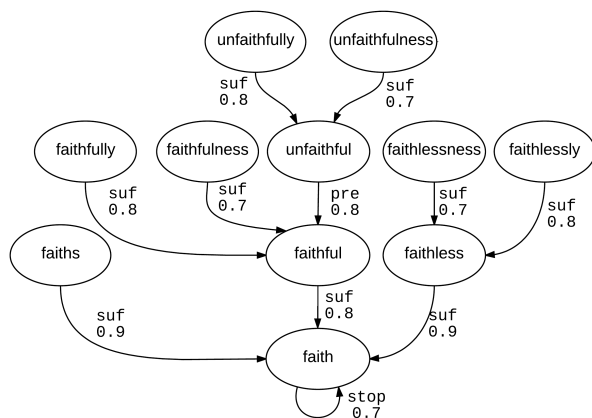 unfaithfully
unfaithfulness
suf
0.8
suf
0.7
faithfully
faithfulness
unfaithful
faithlessness
faithlessly
suf
0.8
suf
0.7
pre
0.8
suf
0.7
suf
0.8
faiths
faithful
faithless
suf
0.9
suf
0.8
suf
0.9
faith
stop
0.7